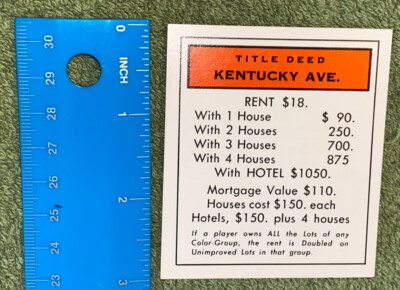 30
29
28
27
26
25
24
23
0
INCH
1
2
3
TITLE DEED
KENTUCKY AVE.
RENT $18.
With 1 House $ 90.
With 2 Houses 250.
With 3 Houses 700.
With 4 Houses 875
With HOTEL $1050.
Mortgage Value $110.
Houses cost $150. each
Hotels, $150. plus 4 houses
If a player owns ALL the Lots of any
Color-Group, the rent is Doubled on
Unimproved Lots in that group.